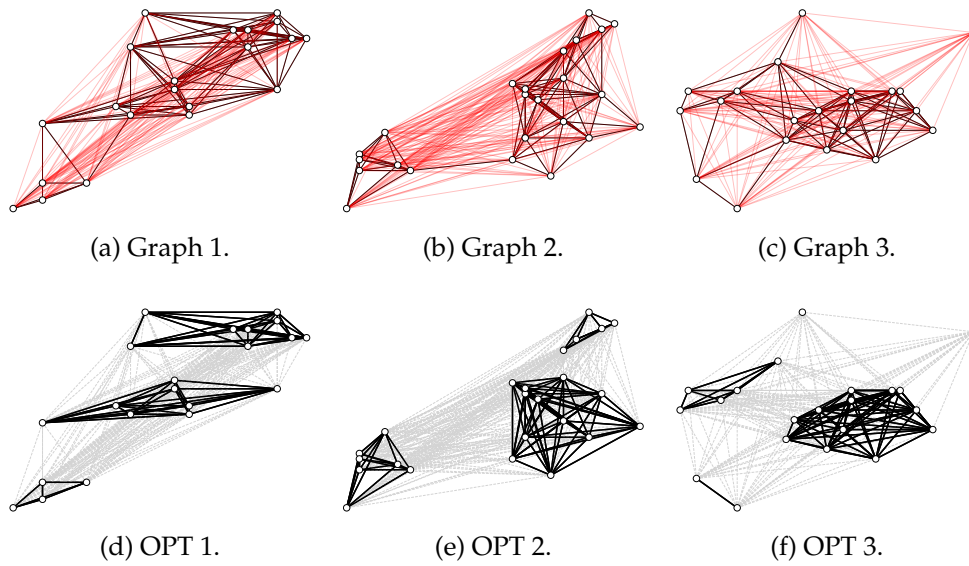 (a) Graph 1.
(b) Graph 2.
(c) Graph 3.
(d) OPT 1.
(e) OPT 2.
(f) OPT 3.